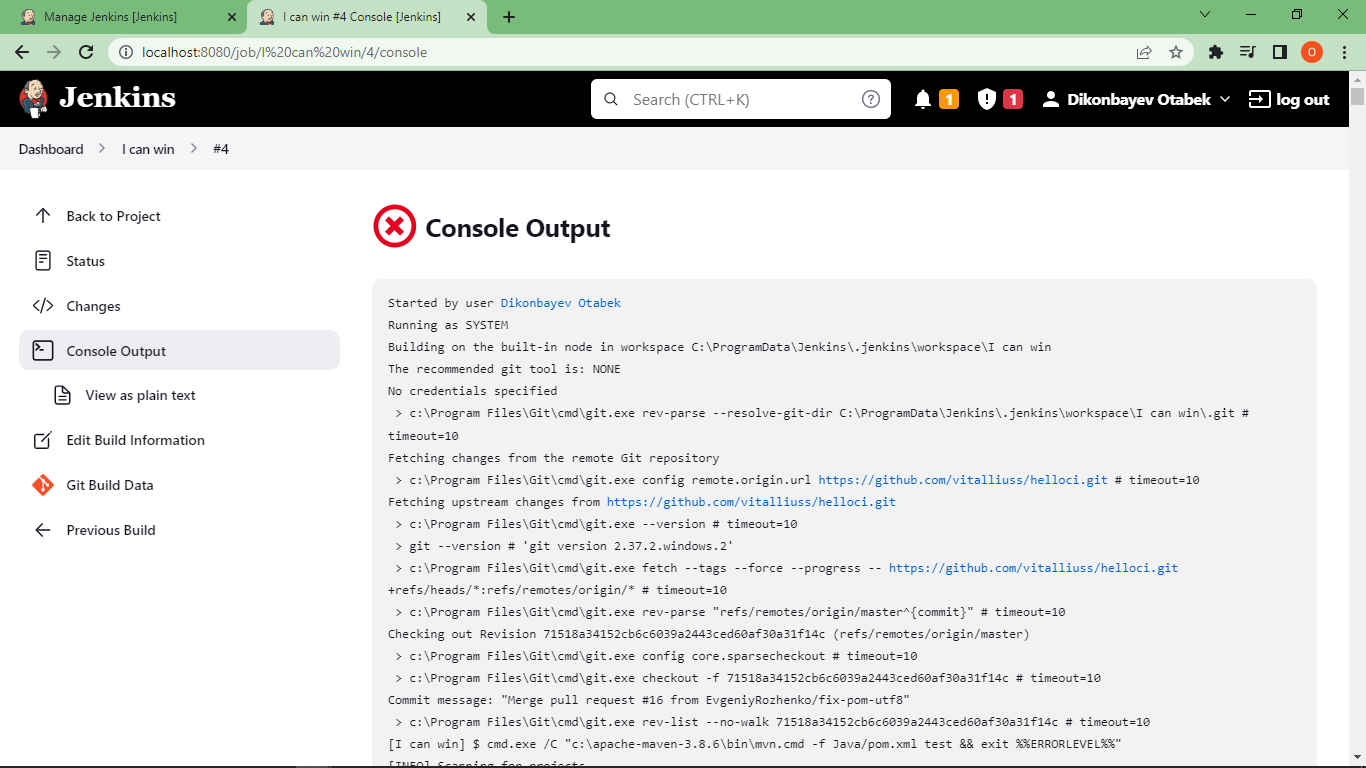 Manage Jenkins [Jenkins]
I can win #4 Console [Jenkins]
localhost:8080/job/I%20can%20win/4/console
O
Jenkins
Search (CTRL+K)
1
1
Dikonbayev Otabek
log out
Dashboard
I can win
#4
Back to Project
Status
Changes
Console Output
View as plain text
Edit Build Information
Git Build Data
Previous Build
Console Output
Started by user Dikonbayev Otabek
Running as SYSTEM
Building on the built-in node in workspace C:\ProgramData\Jenkins\.jenkins\workspace\I can win
The recommended git tool is: NONE
No credentials specified
> c:\Program Files\Git\cmd\git.exe rev-parse --resolve-git-dir C:\ProgramData\Jenkins\.jenkins\workspace\I can win\.git #
timeout=10
Fetching changes from the remote Git repository
> c:\Program Files\Git\cmd\git.exe config remote.origin.url https://github.com/vitalliuss/helloci.git # timeout=10
Fetching upstream changes from https://github.com/vitalliuss/helloci.git
> c:\Program Files\Git\cmd\git.exe --version # timeout=10
> git --version # 'git version 2.37.2.windows.2'
> c:\Program Files\Git\cmd\git.exe fetch --tags --force --progress -- https://github.com/vitalliuss/helloci.git
+refs/heads/*:refs/remotes/origin/* # timeout=10
> c:\Program Files\Git\cmd\git.exe rev-parse "refs/remotes/origin/master^{commit}" # timeout=10
Checking out Revision 71518a34152cb6c6039a2443ced60af30a31f14c (refs/remotes/origin/master)
> c:\Program Files\Git\cmd\git.exe config core.sparsecheckout # timeout=10
> c:\Program Files\Git\cmd\git.exe checkout -f 71518a34152cb6c6039a2443ced60af30a31f14c # timeout=10
Commit message: "Merge pull request #16 from EvgeniyRozhenko/fix-pom-utf8"
> c:\Program Files\Git\cmd\git.exe rev-list --no-walk 71518a34152cb6c6039a2443ced60af30a31f14c # timeout=10
[I can win] $ cmd.exe /C "c:\apache-maven-3.8.6\bin\mvn.cmd -f Java/pom.xml test && exit %%ERRORLEVEL%%"
[INFO] Scanning for projects